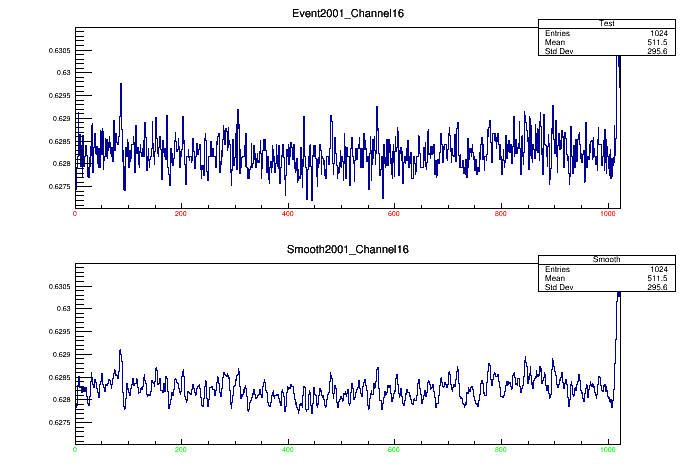 Event2001_Channel16
Test
Entries 1024
Mean 511.5
Std Dev 295.6
0.6305
0.63
0.6295
0.629
0.6285
0.628
0.6275
0 200 400 600 800 1000
Smooth2001_Channel16
Smooth
Entries 1024
Mean 511.5
Std Dev 295.6
0.6305
0.63
0.6295
0.629
0.6285
0.628
0.6275
0 200 400 600 800 1000